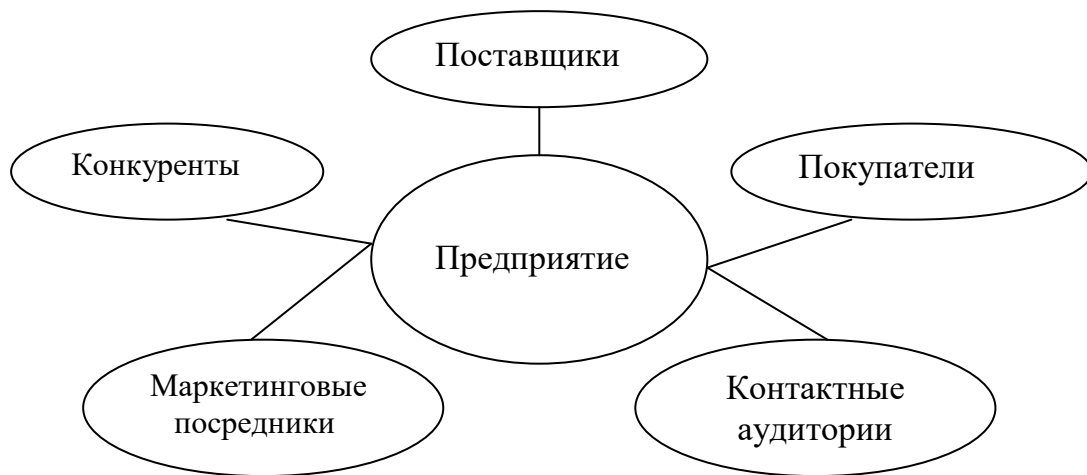 Поставщики
Конкуренты
Покупатели
Предприятие
Маркетинговые
посредники
Контактные
аудитории